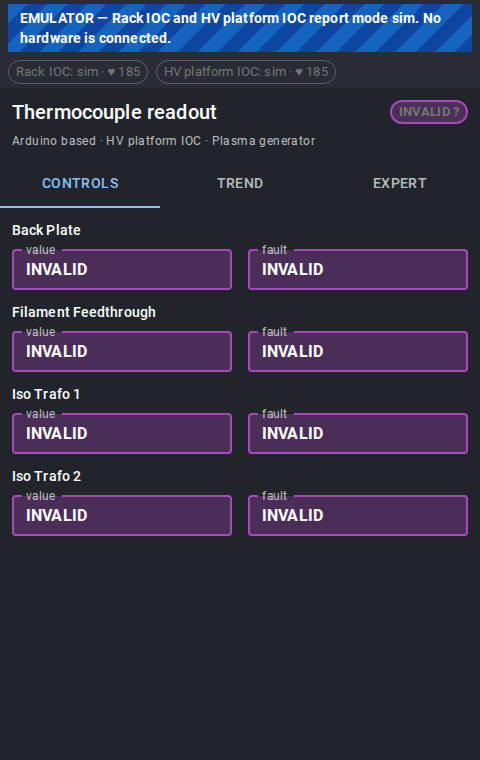 EMULATOR — Rack IOC and HV platform IOC report mode sim. No
hardware is connected.
Rack IOC: sim · ♥ 185
HV platform IOC: sim · ♥ 185
Thermocouple readout
INVALID ?
Arduino based · HV platform IOC · Plasma generator
CONTROLS
TREND
EXPERT
Back Plate
value
fault
INVALID
INVALID
Filament Feedthrough
value
fault
INVALID
INVALID
Iso Trafo 1
value
fault
INVALID
INVALID
Iso Trafo 2
value
fault
INVALID
INVALID